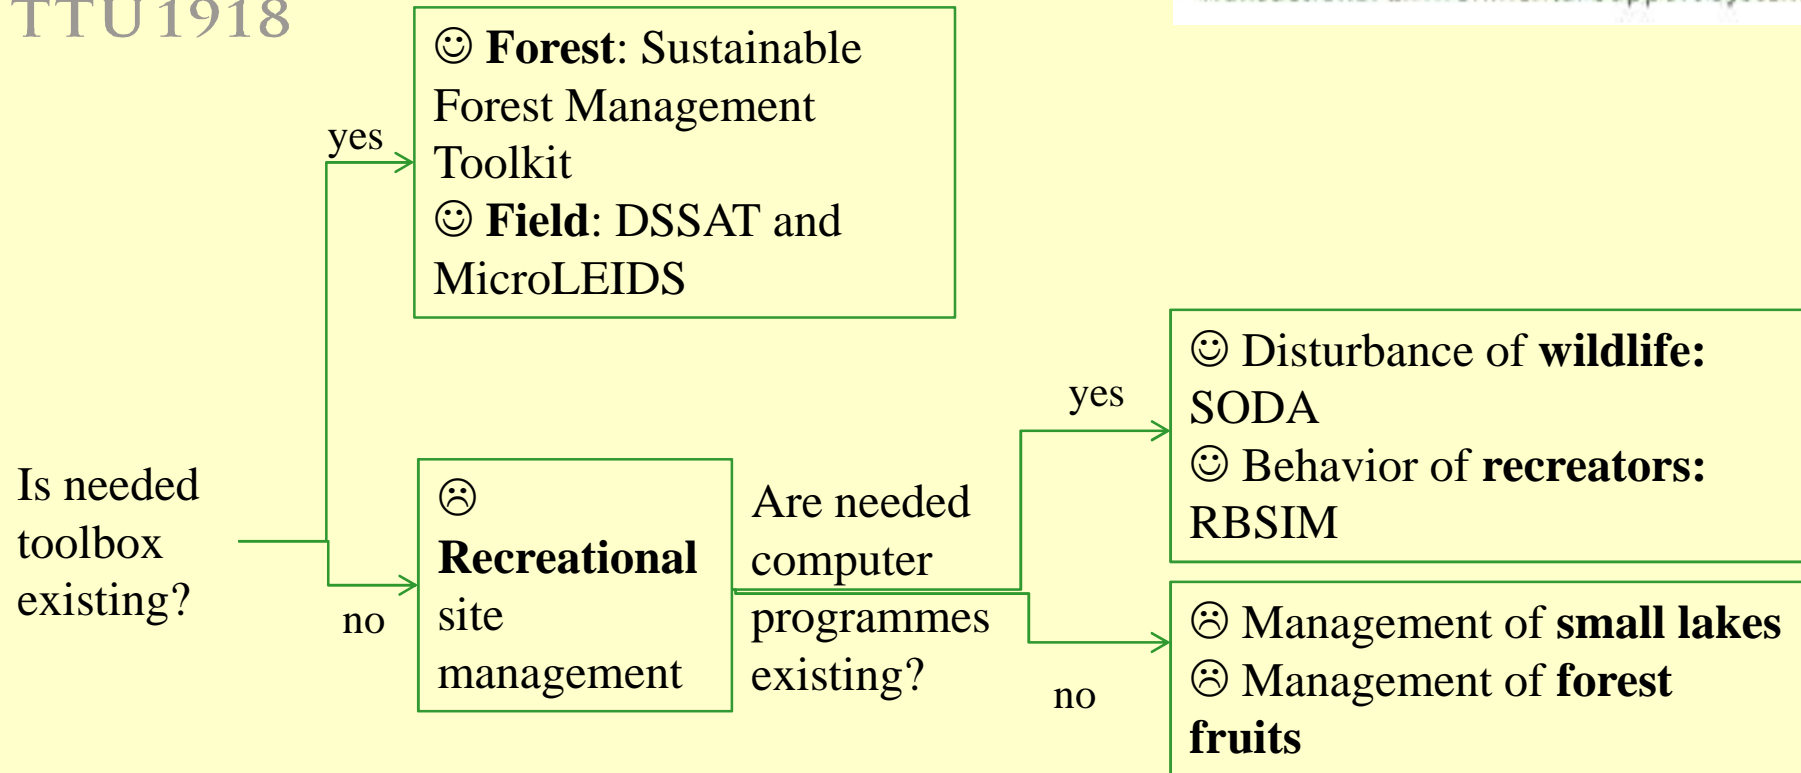 TTU1918
☺ Forest: Sustainable
Forest Management
Toolkit
☺ Field: DSSAT and
MicroLEIDS
yes
Is needed
toolbox
existing?
no
☹
Recreational
site
management
Are needed
computer
programmes
existing?
yes
☺ Disturbance of wildlife:
SODA
☺ Behavior of recreators:
RBSIM
no
☹ Management of small lakes
☹ Management of forest
fruits